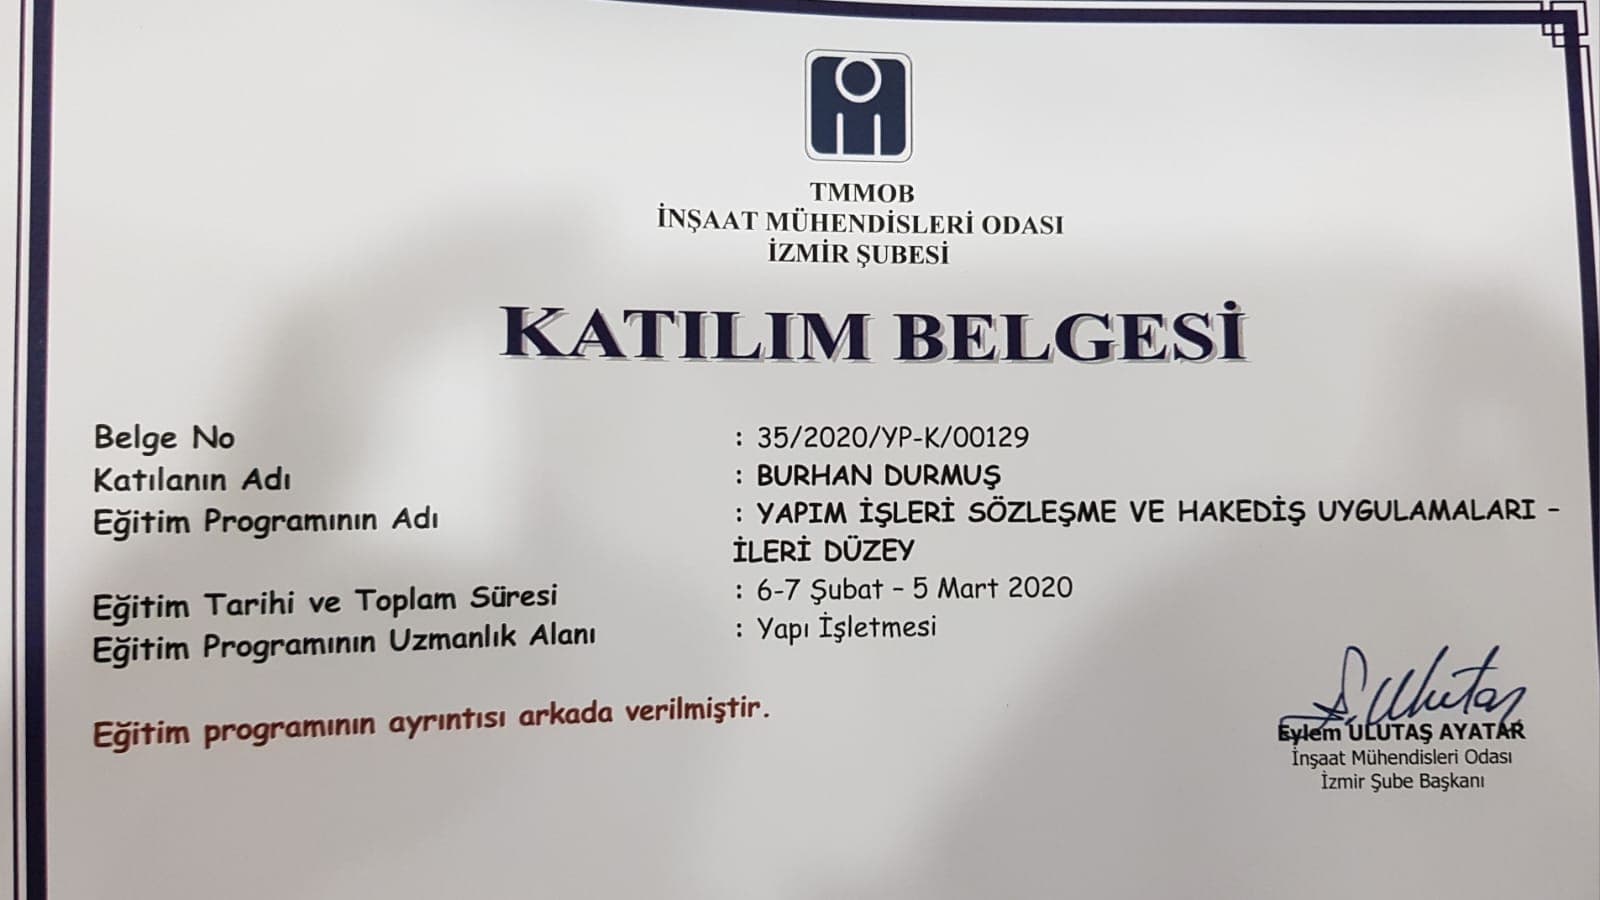 TMMOB
İNŞAAT MÜHENDİSLERİ ODASI
İZMİR ŞUBESİ
KATILIM BELGESİ
Belge No : 35/2020/YP-K/00129
Katılanın Adı : BURHAN DURMUŞ
Eğitim Programının Adı : YAPIM İŞLERİ SÖZLEŞME VE HAKEDİŞ UYGULAMALARI -
İLERİ DÜZEY
Eğitim Tarihi ve Toplam Süresi : 6-7 Şubat - 5 Mart 2020
Eğitim Programının Uzmanlık Alanı : Yapı İşletmesi
Eğitim programının ayrıntısı arkada verilmiştir.
E. Ulutaş
Eylem ULUTAŞ AYATAR
İnşaat Mühendisleri Odası
İzmir Şube Başkanı